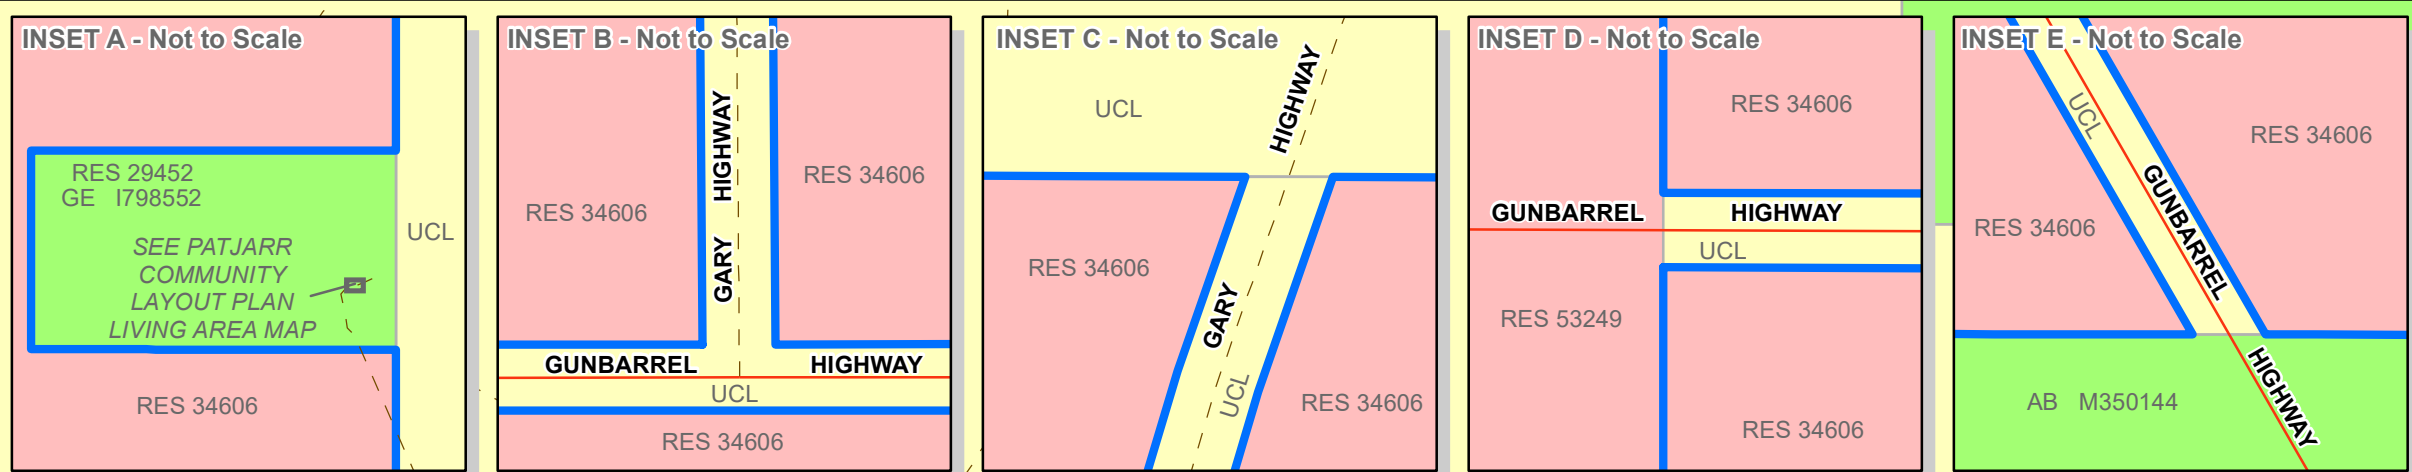 INSET A - Not to Scale
RES 29452
GE I798552
SEE PATJARR
COMMUNITY
LAYOUT PLAN
LIVING AREA MAP
UCL
RES 34606
INSET B - Not to Scale
GARY HIGHWAY
RES 34606
RES 34606
GUNBARREL HIGHWAY
UCL
RES 34606
INSET C - Not to Scale
UCL
GARY HIGHWAY
RES 34606
UCL
RES 34606
INSET D - Not to Scale
RES 34606
GUNBARREL HIGHWAY
UCL
RES 53249
RES 34606
INSET E - Not to Scale
UCL
RES 34606
RES 34606
GUNBARREL HIGHWAY
AB M350144